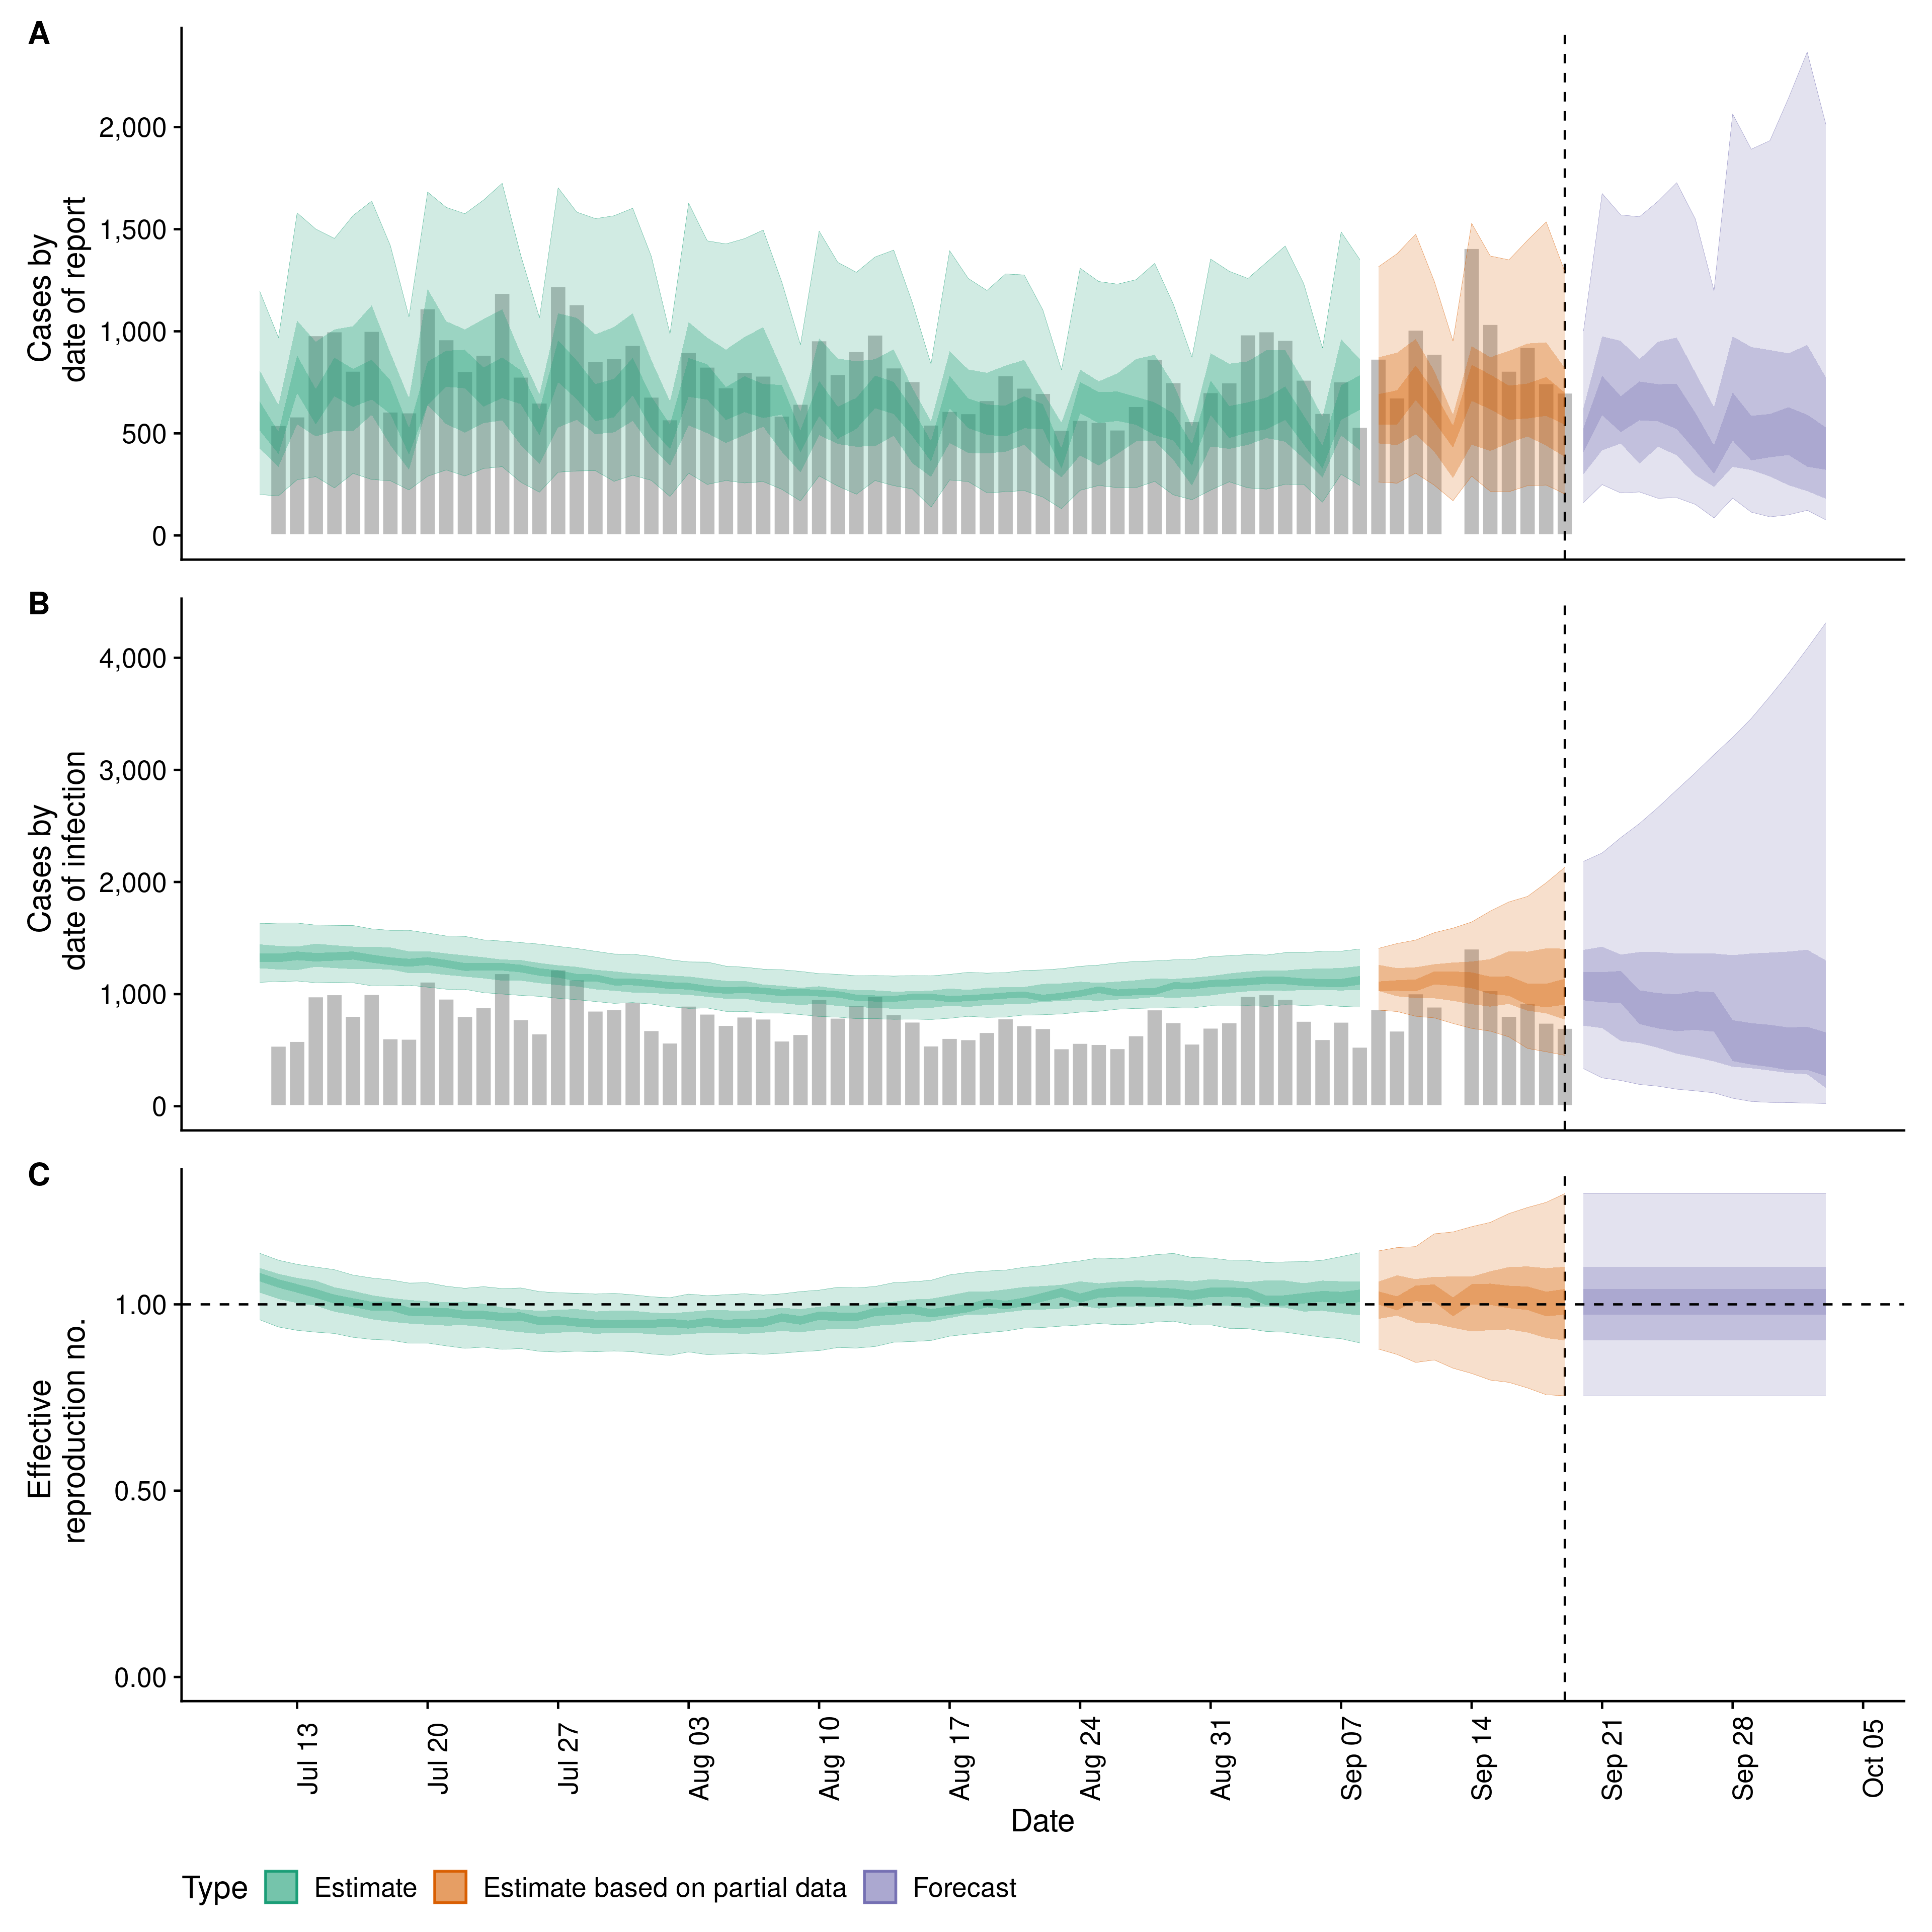 A
Cases by
date of report
2,000
1,500
1,000
500
0
B
Cases by
date of infection
4,000
3,000
2,000
1,000
0
C
Effective
reproduction no.
1.00
0.50
0.00
Jul 13
Jul 20
Jul 27
Aug 03
Aug 10
Aug 17
Aug 24
Aug 31
Sep 07
Sep 14
Sep 21
Sep 28
Oct 05
Date
Type
Estimate
Estimate based on partial data
Forecast